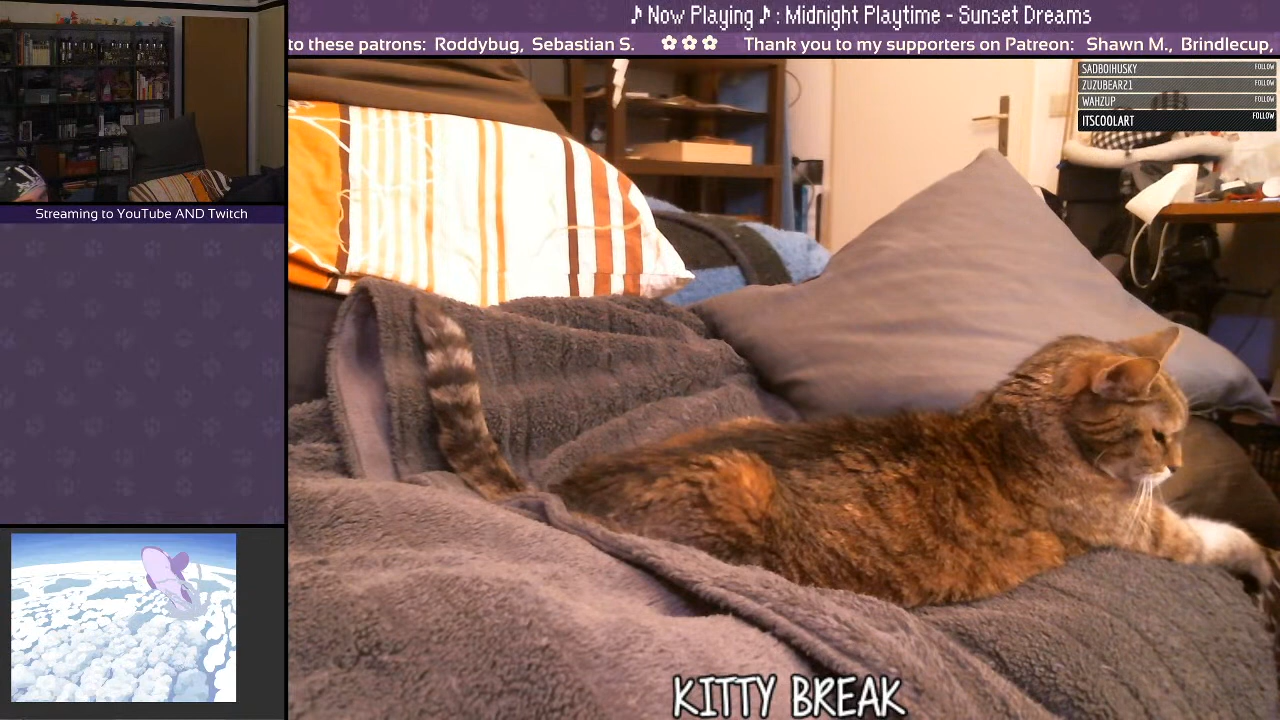 ♪ Now Playing ♪ : Midnight Playtime - Sunset Dreams
to these patrons: Roddybug, Sebastian S. ✿ ✿ ✿ Thank you to my supporters on Patreon: Shawn M., Brindlecup,
SADBOIHUSKY FOLLOW
ZUZUBEAR21 FOLLOW
WAHZUP FOLLOW
ITSCOOLART FOLLOW
Streaming to YouTube AND Twitch
KITTY BREAK